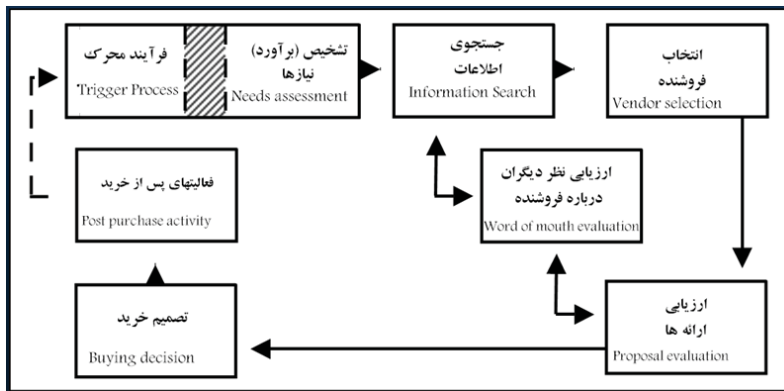 فرآیند محرک
Trigger Process
تشخیص (برآورد)
نیازها
Needs assessment
جستجوی
اطلاعات
Information Search
انتخاب
فروشنده
Vendor selection
فعالیتهای پس از خرید
Post purchase activity
ارزیابی نظر دیگران
درباره فروشنده
Word of mouth evaluation
تصمیم خرید
Buying decision
ارزیابی
ارائه ها
Proposal evaluation